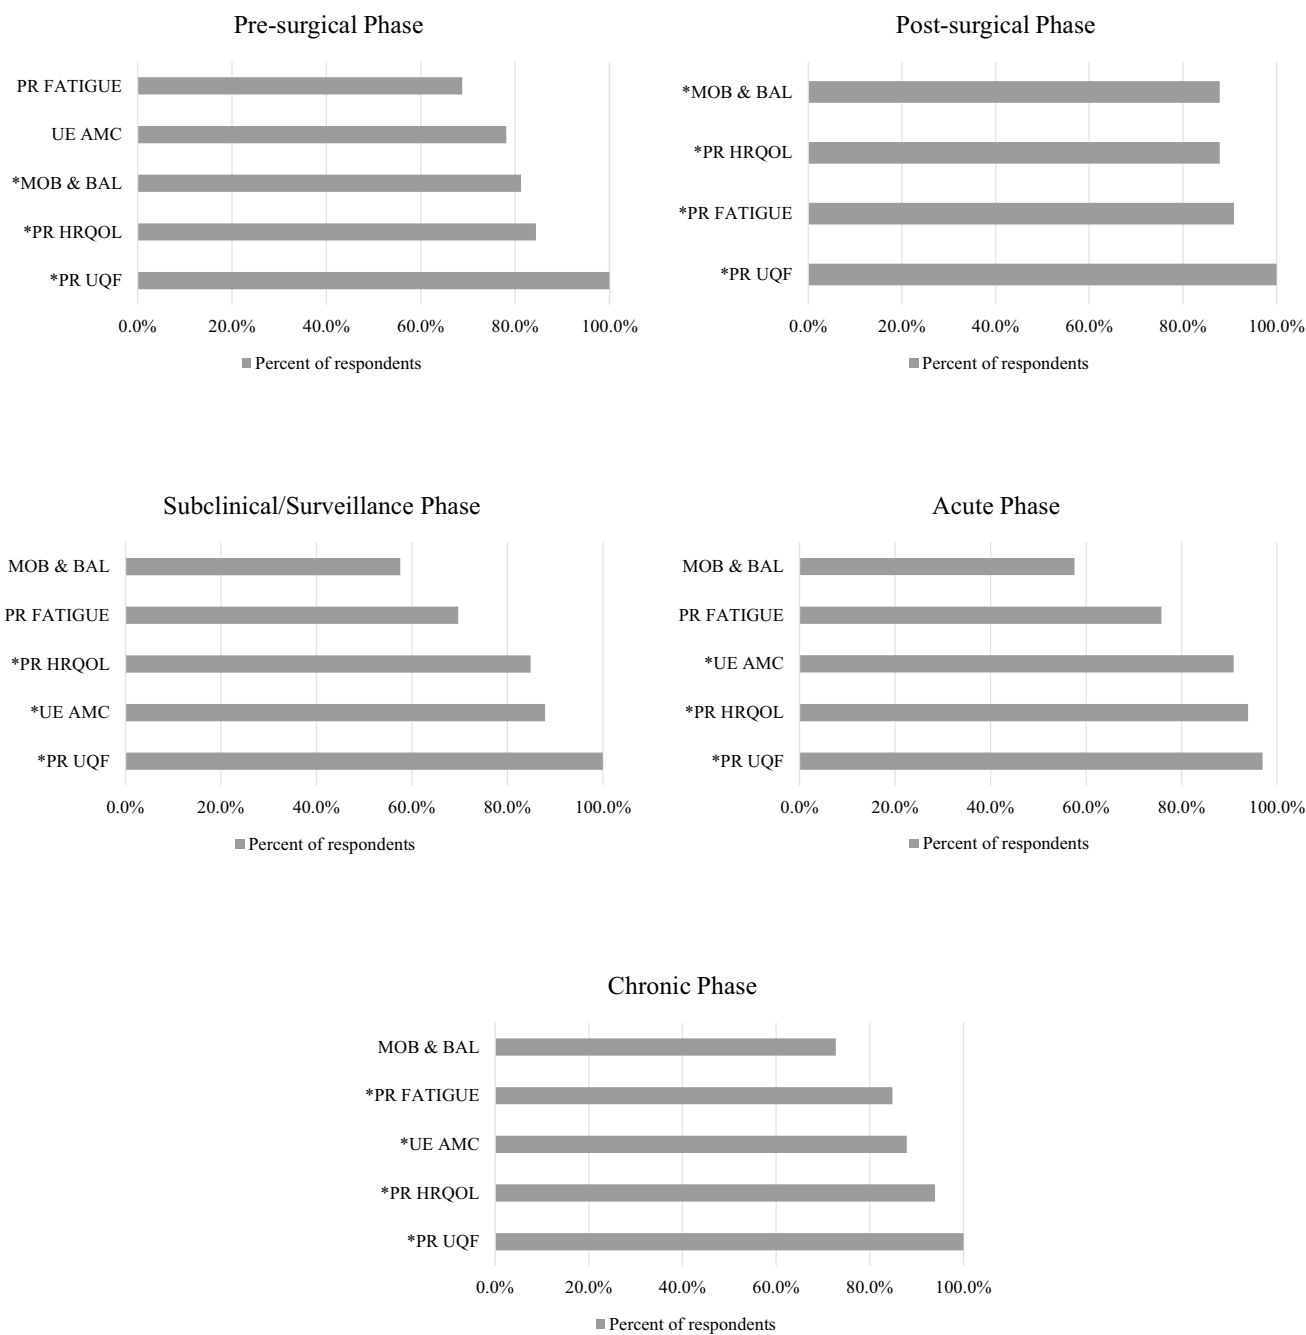 Pre-surgical Phase
PR FATIGUE
UE AMC
*MOB & BAL
*PR HRQOL
*PR UQF
0.0% 20.0% 40.0% 60.0% 80.0% 100.0%
Percent of respondents
Post-surgical Phase
*MOB & BAL
*PR HRQOL
*PR FATIGUE
*PR UQF
0.0% 20.0% 40.0% 60.0% 80.0% 100.0%
Percent of respondents
Subclinical/Surveillance Phase
MOB & BAL
PR FATIGUE
*PR HRQOL
*UE AMC
*PR UQF
0.0% 20.0% 40.0% 60.0% 80.0% 100.0%
Percent of respondents
Acute Phase
MOB & BAL
PR FATIGUE
*UE AMC
*PR HRQOL
*PR UQF
0.0% 20.0% 40.0% 60.0% 80.0% 100.0%
Percent of respondents
Chronic Phase
MOB & BAL
*PR FATIGUE
*UE AMC
*PR HRQOL
*PR UQF
0.0% 20.0% 40.0% 60.0% 80.0% 100.0%
Percent of respondents